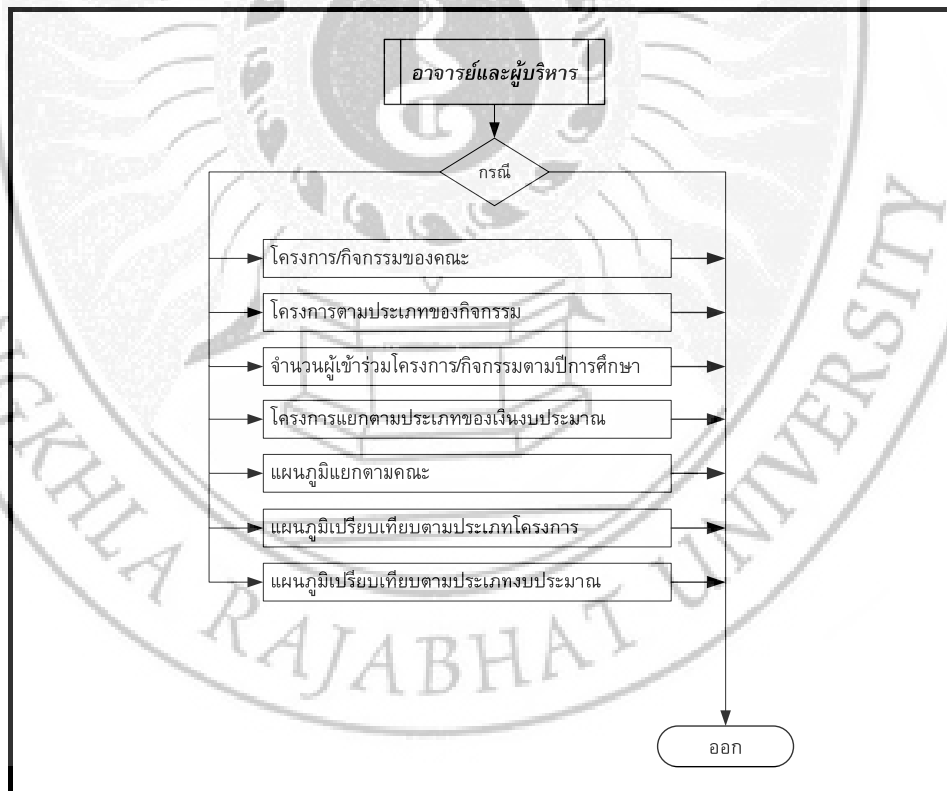 อาจารย์และผู้บริหาร
กรณี
โครงการ/กิจกรรมของคณะ
โครงการตามประเภทของกิจกรรม
จำนวนผู้เข้าร่วมโครงการ/กิจกรรมตามปีการศึกษา
โครงการแยกตามประเภทของเงินงบประมาณ
แผนภูมิแยกตามคณะ
แผนภูมิเปรียบเทียบตามประเภทโครงการ
แผนภูมิเปรียบเทียบตามประเภทงบประมาณ
ออก
RAJABHAT UNIVERSITY